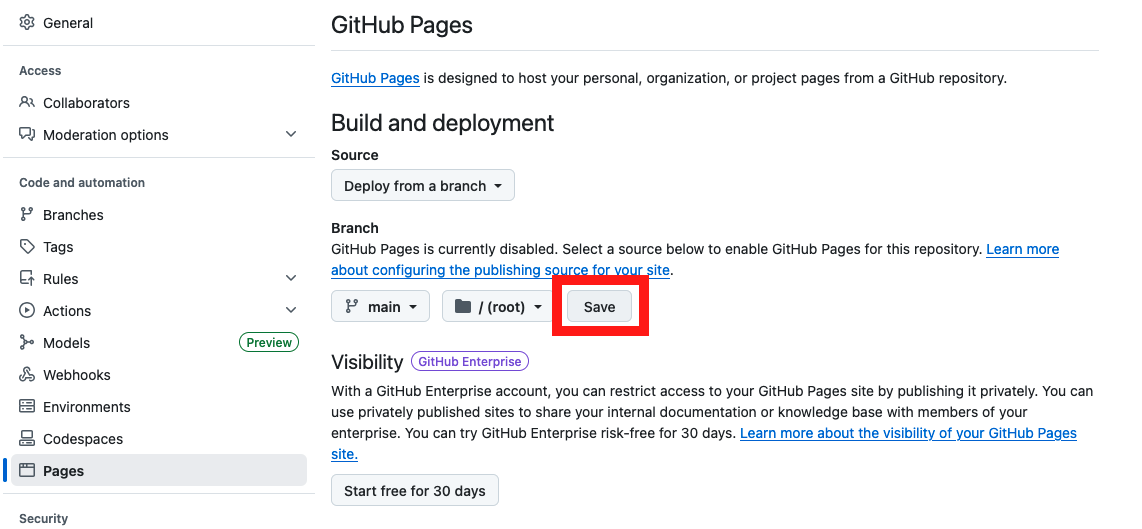 General
Access
Collaborators
Moderation options
Code and automation
Branches
Tags
Rules
Actions
Models Preview
Webhooks
Environments
Codespaces
Pages
Security
GitHub Pages
GitHub Pages is designed to host your personal, organization, or project pages from a GitHub repository.
Build and deployment
Source
Deploy from a branch
Branch
GitHub Pages is currently disabled. Select a source below to enable GitHub Pages for this repository. Learn more
about configuring the publishing source for your site.
main / (root) Save
Visibility GitHub Enterprise
With a GitHub Enterprise account, you can restrict access to your GitHub Pages site by publishing it privately. You can
use privately published sites to share your internal documentation or knowledge base with members of your
enterprise. You can try GitHub Enterprise risk-free for 30 days. Learn more about the visibility of your GitHub Pages
site.
Start free for 30 days